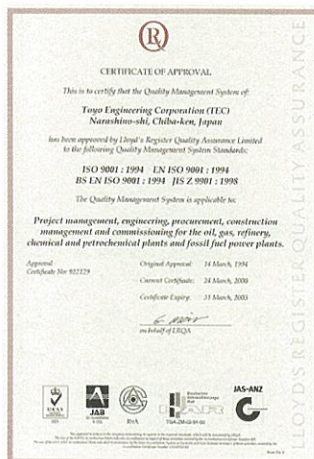 CERTIFICATE OF APPROVAL
This is to certify that the Quality Management System of:
Toyo Engineering Corporation (TEC)
Narashino-shi, Chiba-ken, Japan
has been approved by Lloyd's Register Quality Assurance Limited
to the following Quality Management System Standards:
ISO 9001 : 1994 EN ISO 9001 : 1994
BS EN ISO 9001 : 1994 JIS Z 9901 : 1998
The Quality Management System is applicable to:
Project management, engineering, procurement, construction
management and commissioning for the oil, gas, refinery,
chemical and petrochemical plants and fossil fuel power plants.
Approval Original Approval: 14 March, 1994
Certificate No: 922129
Current Certificate: 24 March, 2000
Certificate Expiry: 31 March, 2003
on behalf of LRQA
UKAS
JAB
RvA
JAS-ANZ
LLOYD'S REGISTER QUALITY ASSURANCE